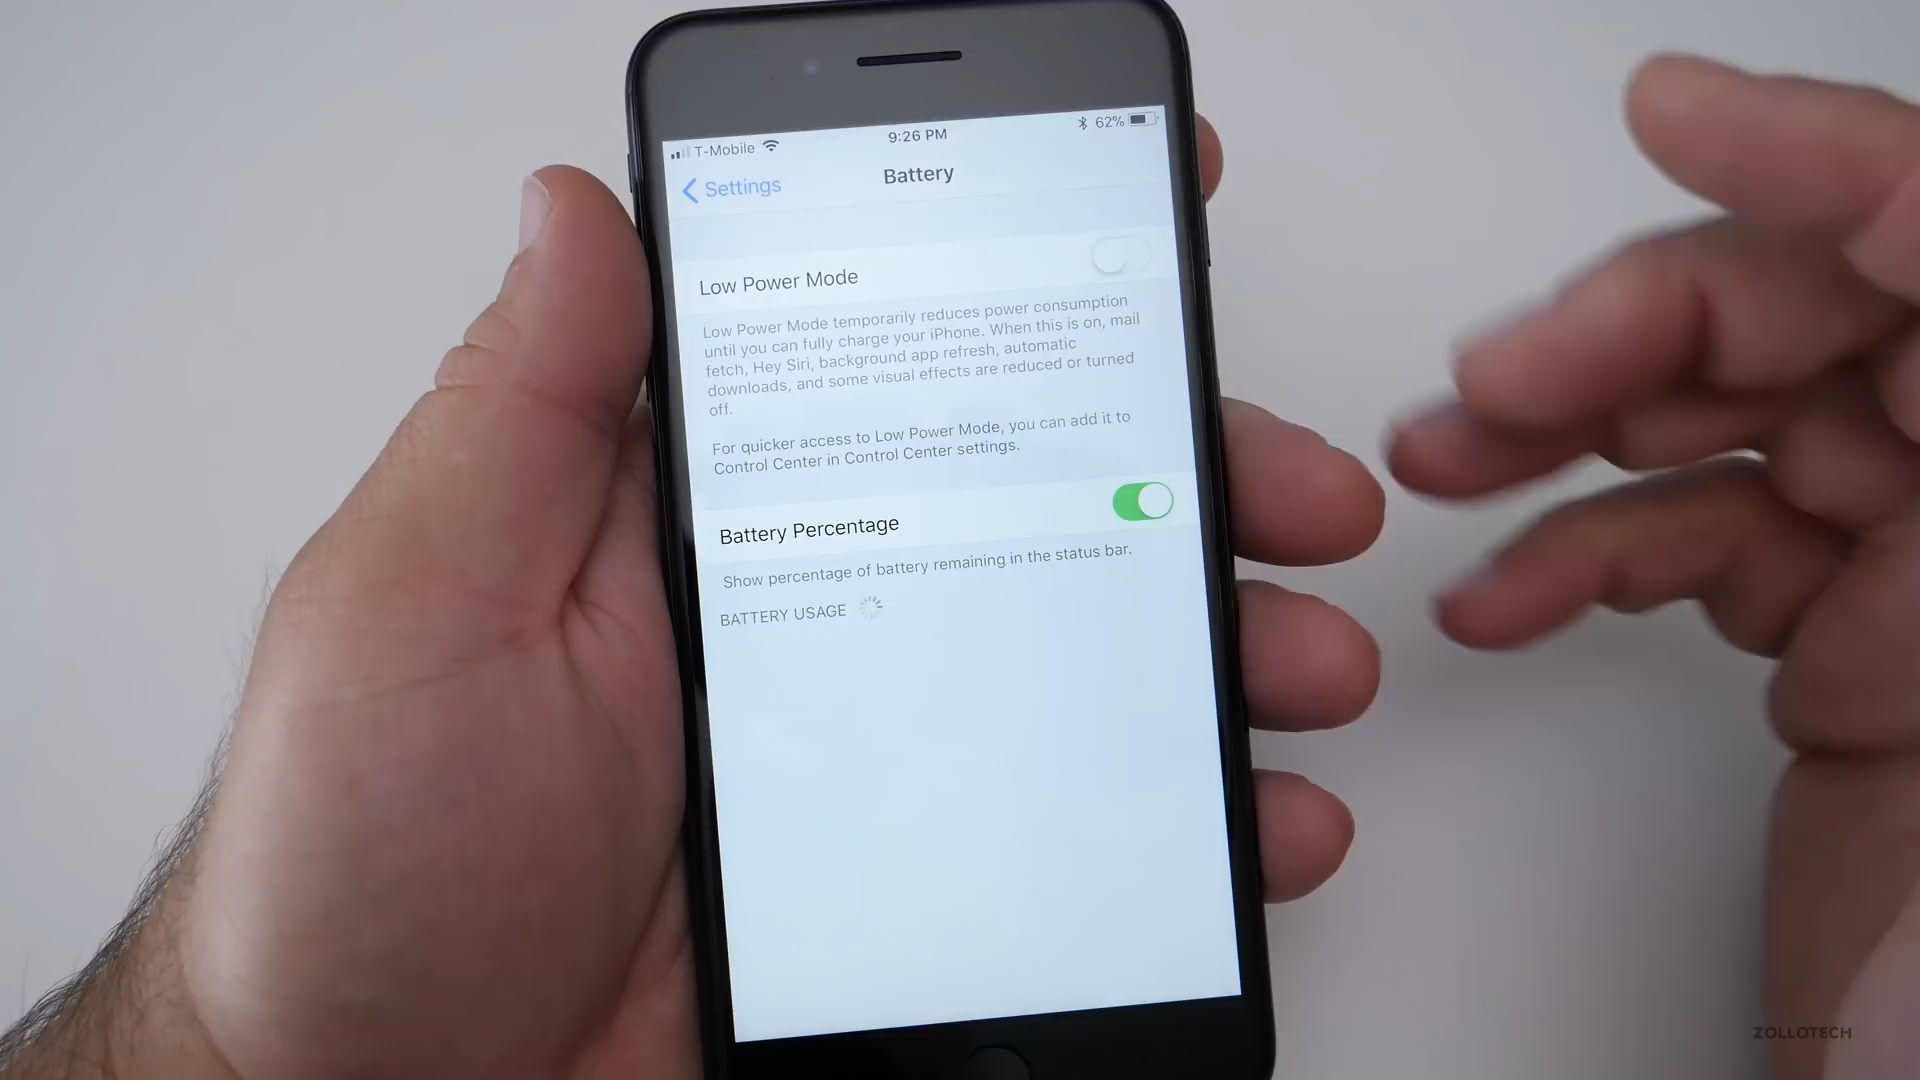 T-Mobile 9:26 PM 62%
Settings Battery
Low Power Mode
Low Power Mode temporarily reduces power consumption
until you can fully charge your iPhone. When this is on, mail
fetch, Hey Siri, background app refresh, automatic
downloads, and some visual effects are reduced or turned
off.
For quicker access to Low Power Mode, you can add it to
Control Center in Control Center settings.
Battery Percentage
Show percentage of battery remaining in the status bar.
BATTERY USAGE
ZOLLOTECH